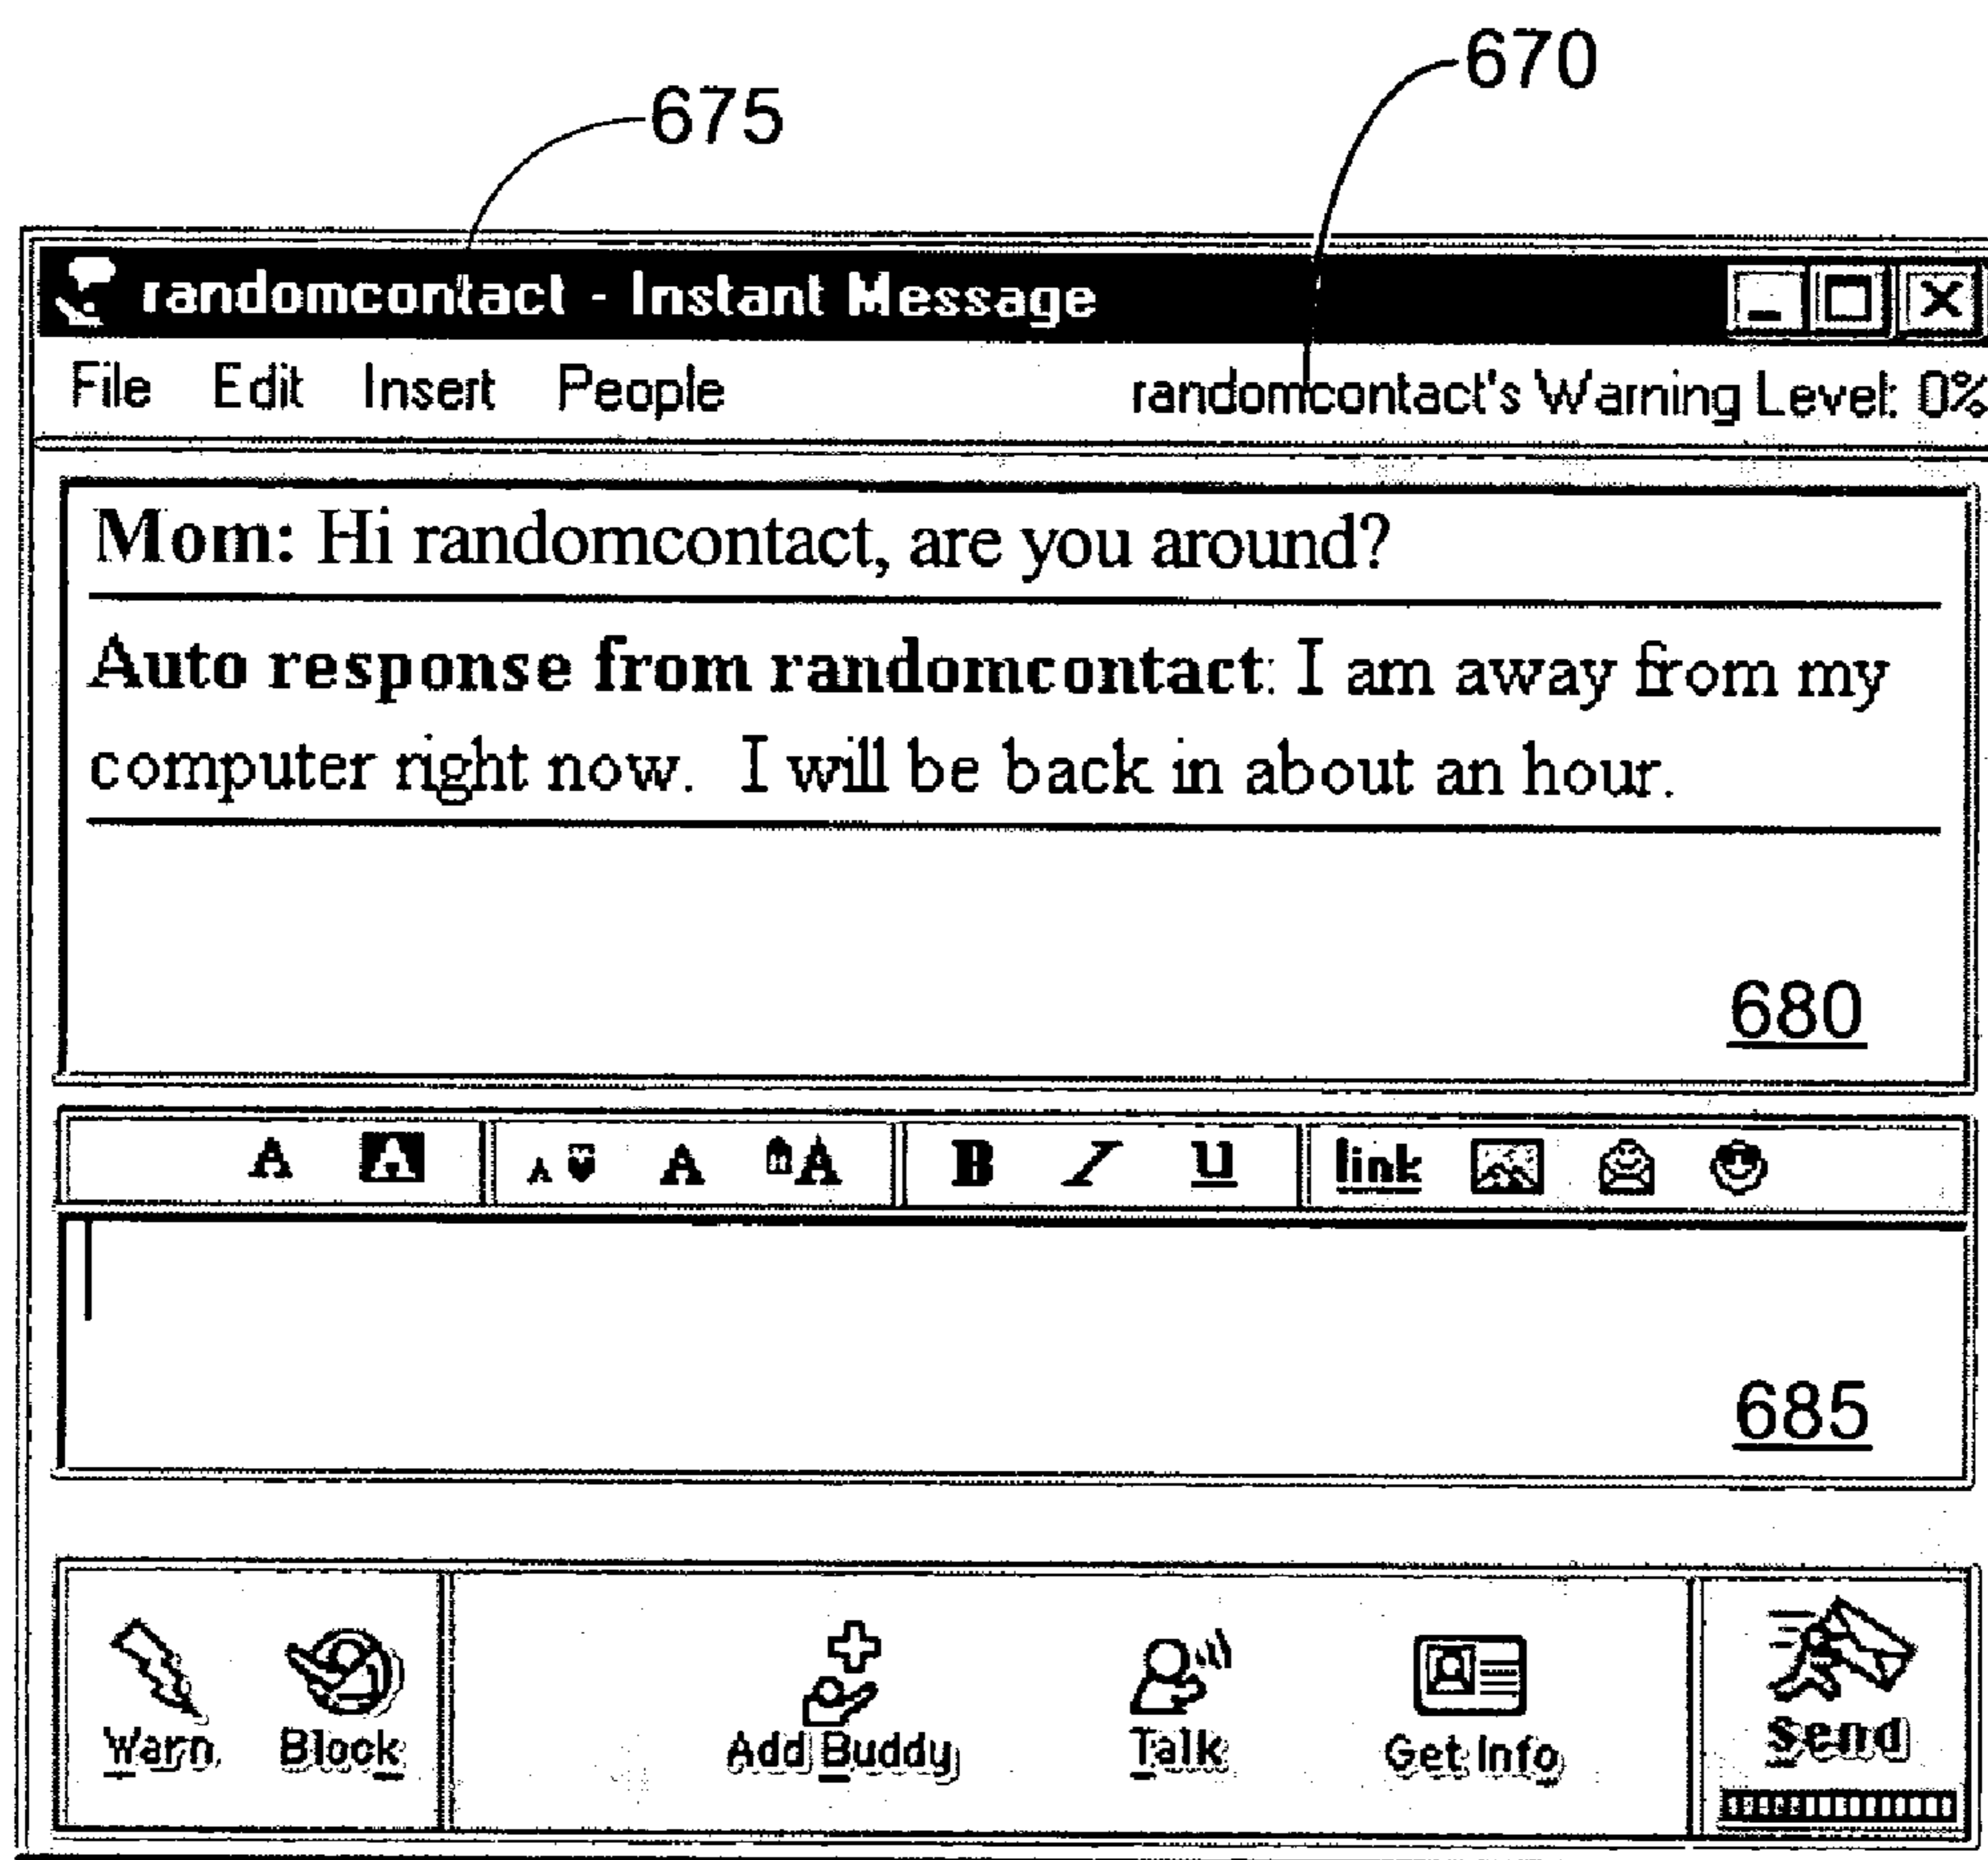 670
675
randomcontact - Instant Message
File Edit Insert People randomcontact's Warning Level: 0%
Mom: Hi randomcontact, are you around?
Auto response from randomcontact: I am away from my
computer right now. I will be back in about an hour.
680
A A A A A B I U link
685
Warn Block Add Buddy Talk Get Info Send